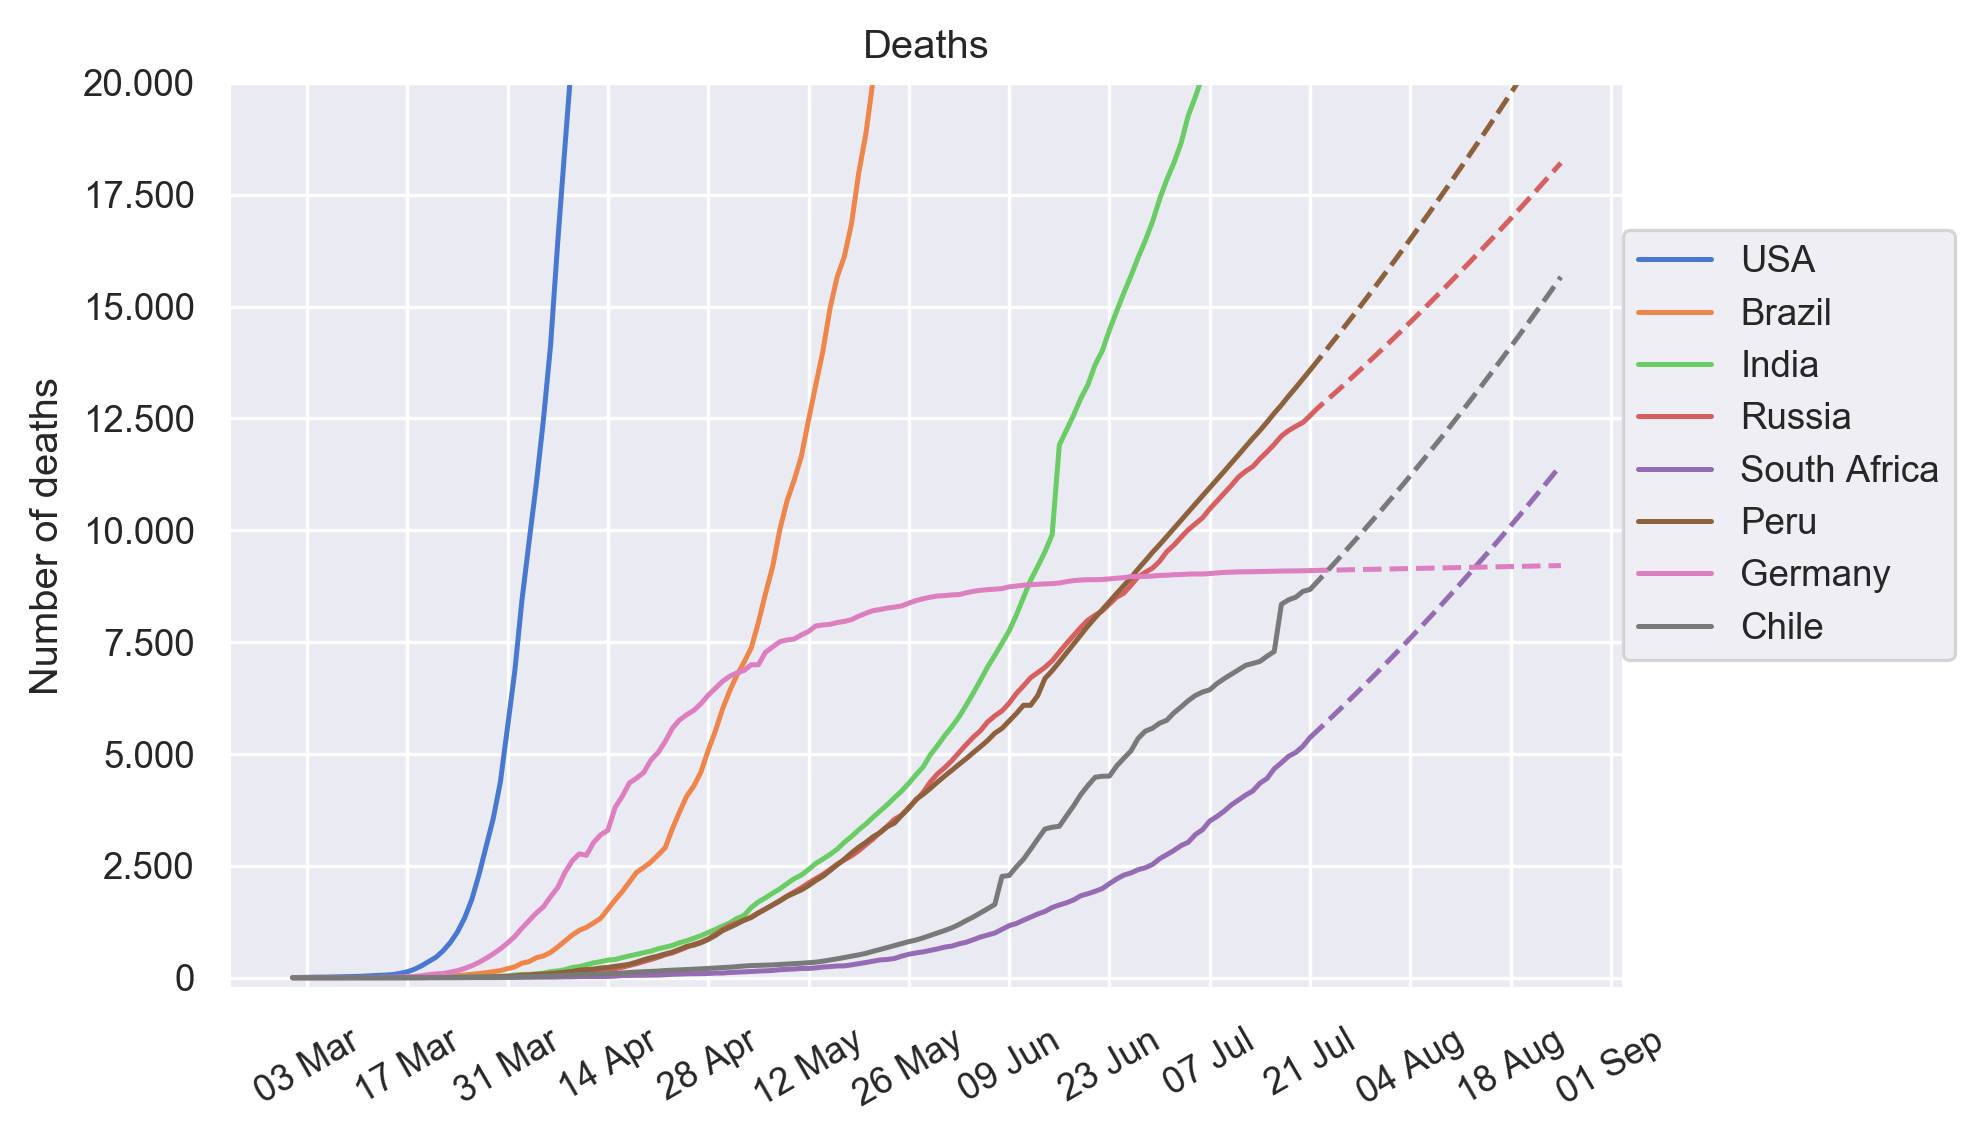 Deaths
20.000
17.500
15.000
12.500
10.000
7.500
5.000
2.500
0
Number of deaths
03 Mar
17 Mar
31 Mar
14 Apr
28 Apr
12 May
26 May
09 Jun
23 Jun
07 Jul
21 Jul
04 Aug
18 Aug
01 Sep
USA
Brazil
India
Russia
South Africa
Peru
Germany
Chile